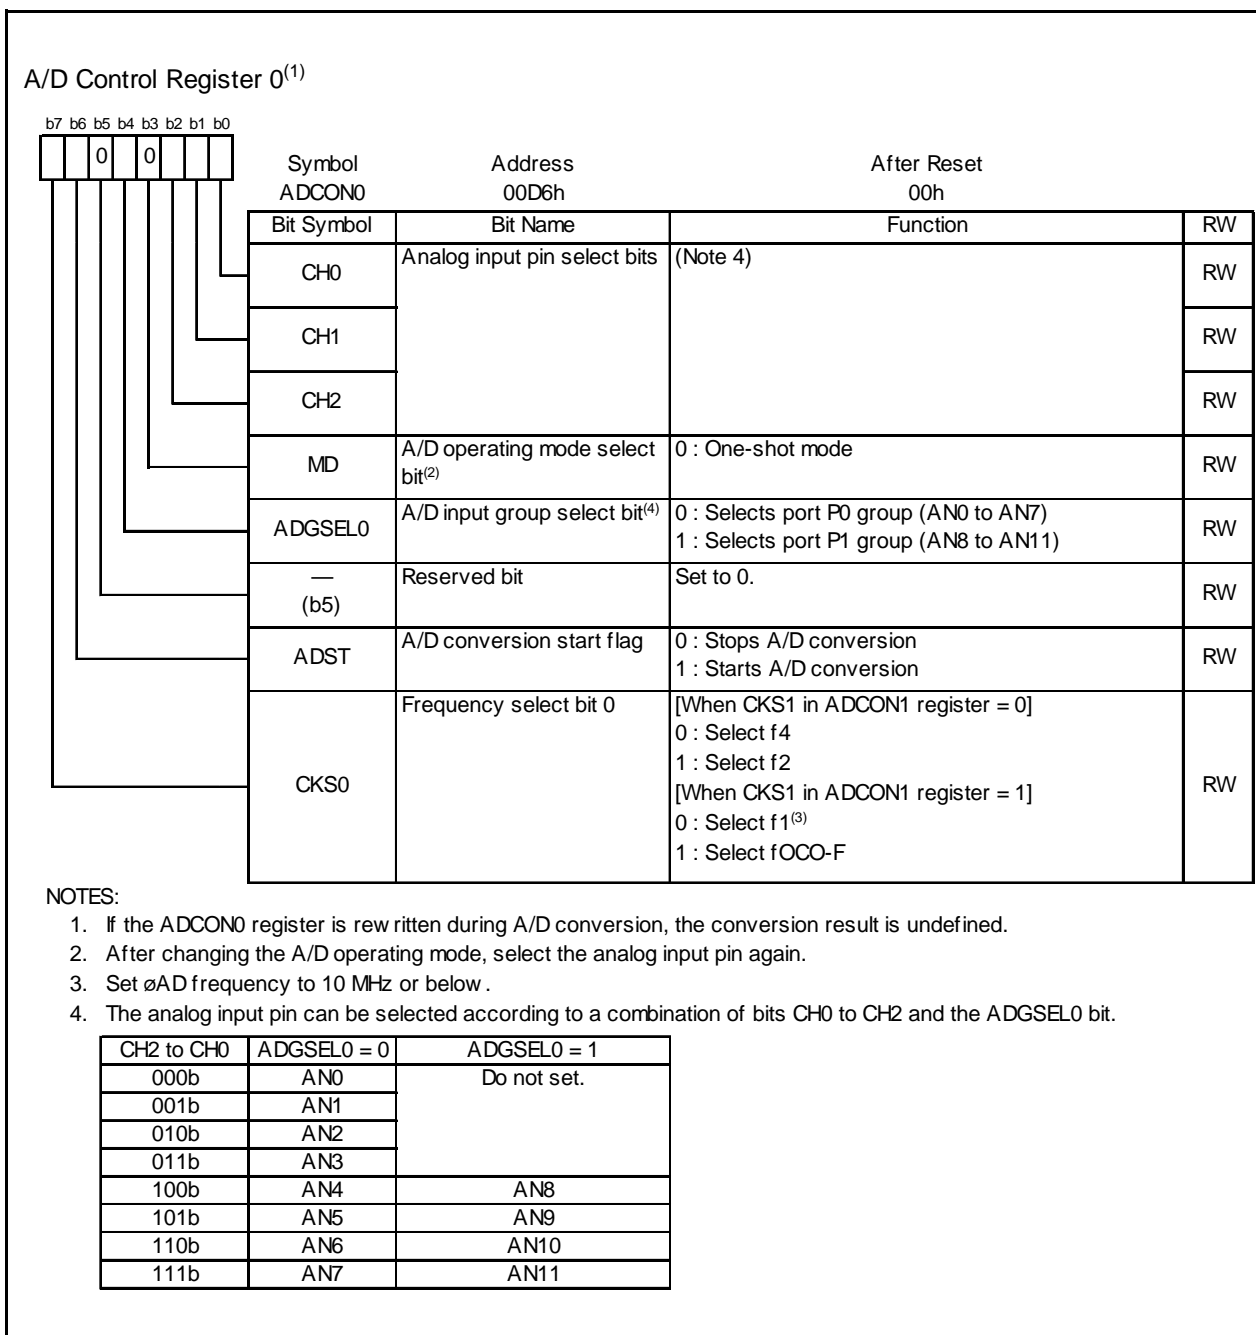 A/D Control Register 0(1)
b7 b6 b5 b4 b3 b2 b1 b0
0 0
Symbol Address After Reset
ADCON0 00D6h 00h
Bit Symbol Bit Name Function RW
CH0 Analog input pin select bits (Note 4) RW
CH1 RW
CH2 RW
MD A/D operating mode select bit(2) 0 : One-shot mode RW
ADGSEL0 A/D input group select bit(4) 0 : Selects port P0 group (AN0 to AN7)
1 : Selects port P1 group (AN8 to AN11) RW
— (b5) Reserved bit Set to 0. RW
ADST A/D conversion start flag 0 : Stops A/D conversion
1 : Starts A/D conversion RW
CKS0 Frequency select bit 0 [When CKS1 in ADCON1 register = 0]
0 : Select f4
1 : Select f2
[When CKS1 in ADCON1 register = 1]
0 : Select f1(3)
1 : Select fOCO-F RW
NOTES:
1. If the ADCON0 register is rewritten during A/D conversion, the conversion result is undefined.
2. After changing the A/D operating mode, select the analog input pin again.
3. Set øAD frequency to 10 MHz or below.
4. The analog input pin can be selected according to a combination of bits CH0 to CH2 and the ADGSEL0 bit.
CH2 to CH0 ADGSEL0 = 0 ADGSEL0 = 1
000b AN0 Do not set.
001b AN1
010b AN2
011b AN3
100b AN4 AN8
101b AN5 AN9
110b AN6 AN10
111b AN7 AN11